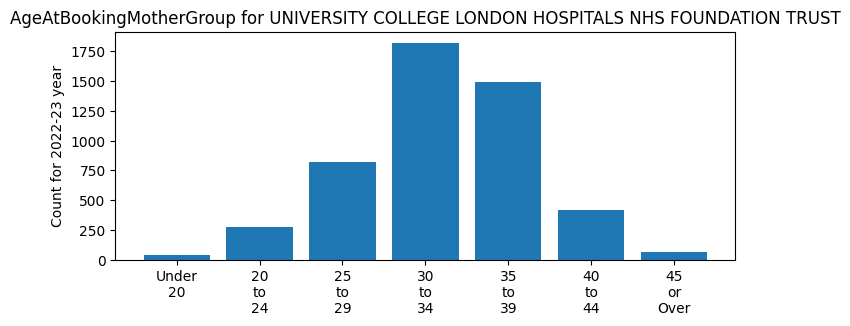 AgeAtBookingMotherGroup for UNIVERSITY COLLEGE LONDON HOSPITALS NHS FOUNDATION TRUST
Count for 2022-23 year
1750
1500
1250
1000
750
500
250
0
Under
20
20
to
24
25
to
29
30
to
34
35
to
39
40
to
44
45
or
Over